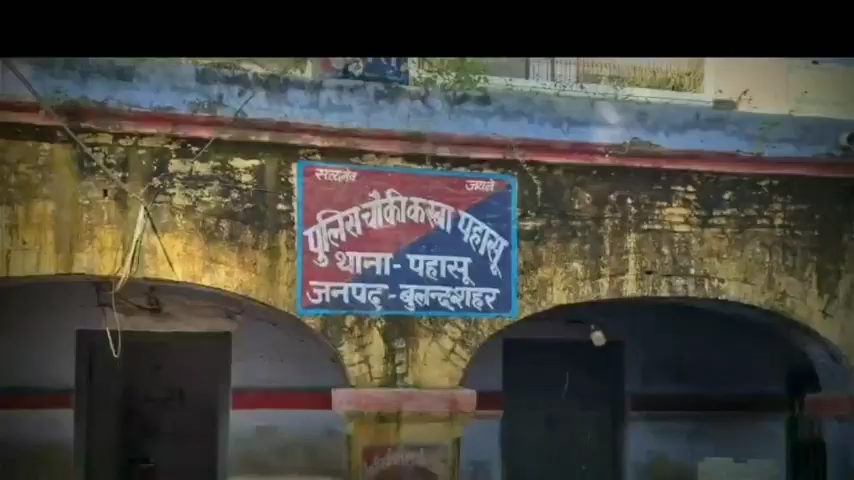 सत्यमेव जयते
पुलिस चौकी कस्बा पहासू
थाना - पहासू
जनपद - बुलन्दशहर